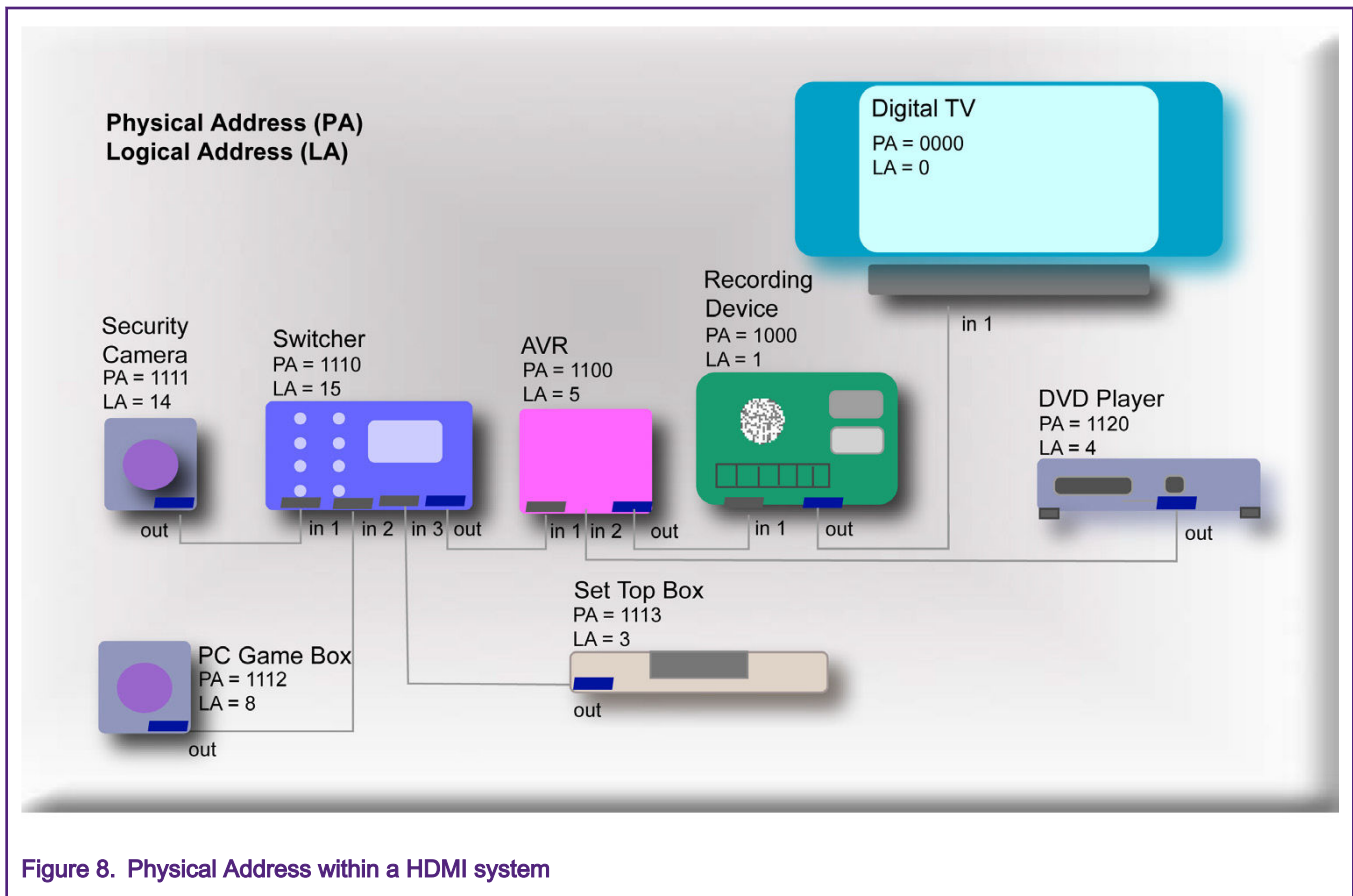 Physical Address (PA)
Logical Address (LA)
Digital TV
PA = 0000
LA = 0
in 1
Recording
Device
PA = 1000
LA = 1
in 1
out
Security
Camera
PA = 1111
LA = 14
out
Switcher
PA = 1110
LA = 15
in 1
in 2
in 3
out
AVR
PA = 1100
LA = 5
in 1
in 2
out
DVD Player
PA = 1120
LA = 4
out
Set Top Box
PA = 1113
LA = 3
out
PC Game Box
PA = 1112
LA = 8
out
Figure 8. Physical Address within a HDMI system